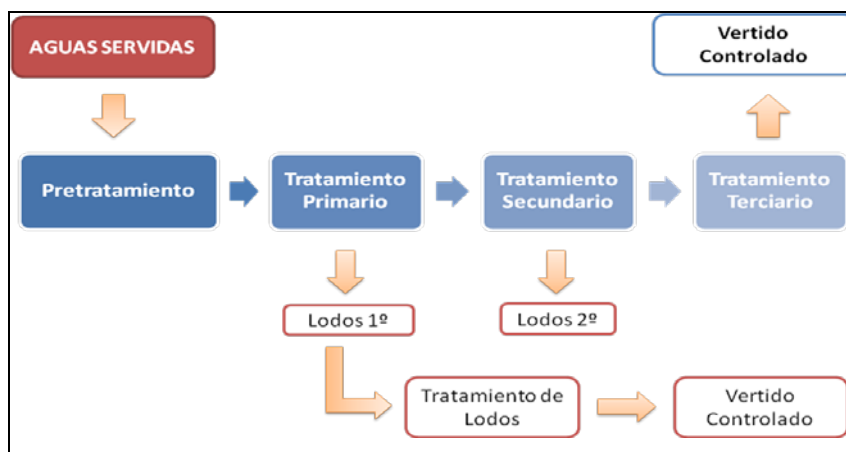 AGUAS SERVIDAS
Vertido
Controlado
Pretratamiento
Tratamiento
Primario
Tratamiento
Secundario
Tratamiento
Terciario
Lodos 1º
Lodos 2º
Tratamiento de
Lodos
Vertido
Controlado